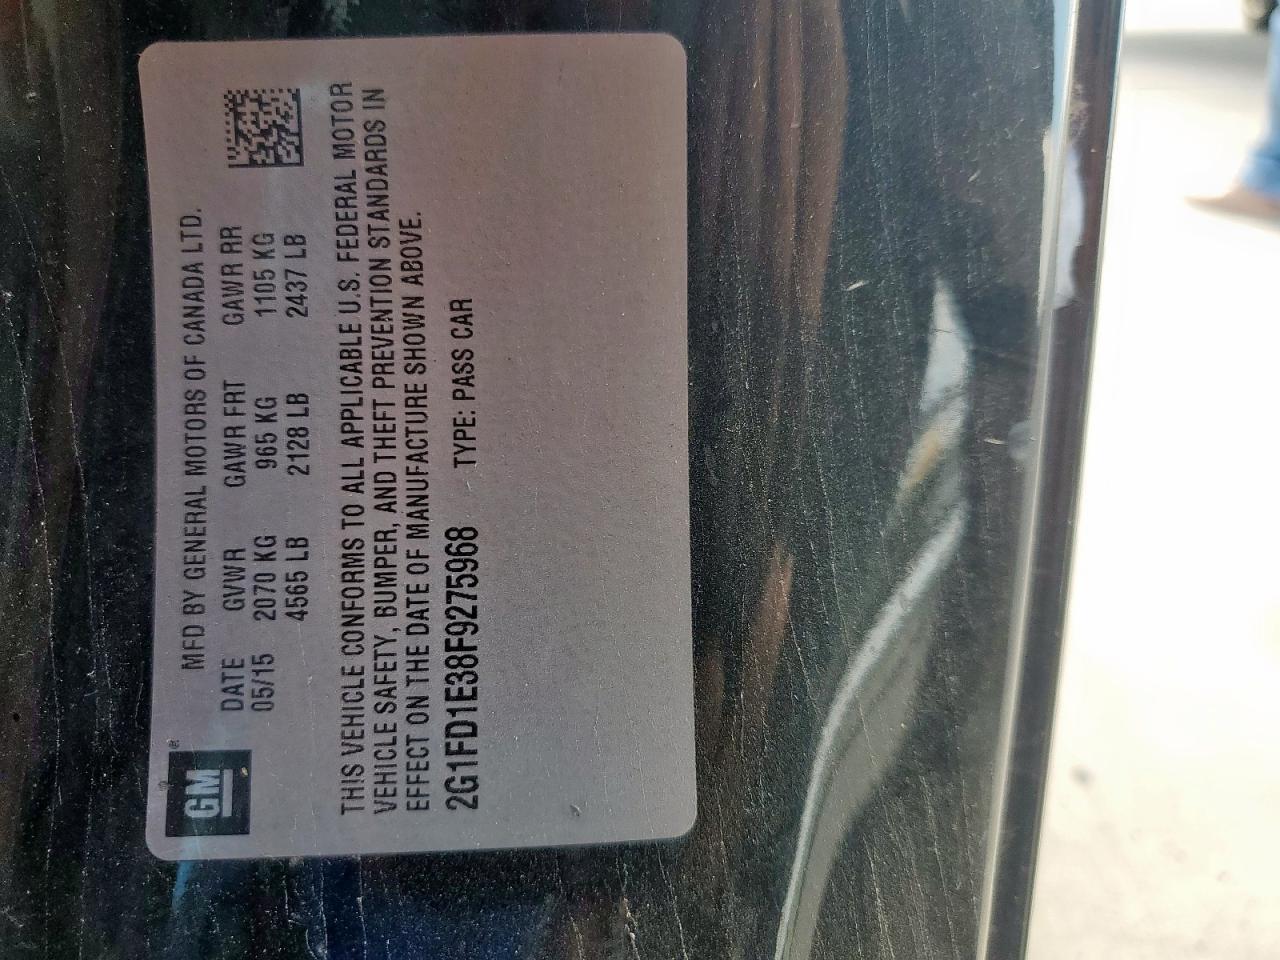 GM ®
MFD BY GENERAL MOTORS OF CANADA LTD.
DATE GVWR GAWR FRT GAWR RR
05/15 2070 KG 965 KG 1105 KG
4565 LB 2128 LB 2437 LB
THIS VEHICLE CONFORMS TO ALL APPLICABLE U.S. FEDERAL MOTOR
VEHICLE SAFETY, BUMPER, AND THEFT PREVENTION STANDARDS IN
EFFECT ON THE DATE OF MANUFACTURE SHOWN ABOVE.
2G1FD1E38F9275968 TYPE: PASS CAR